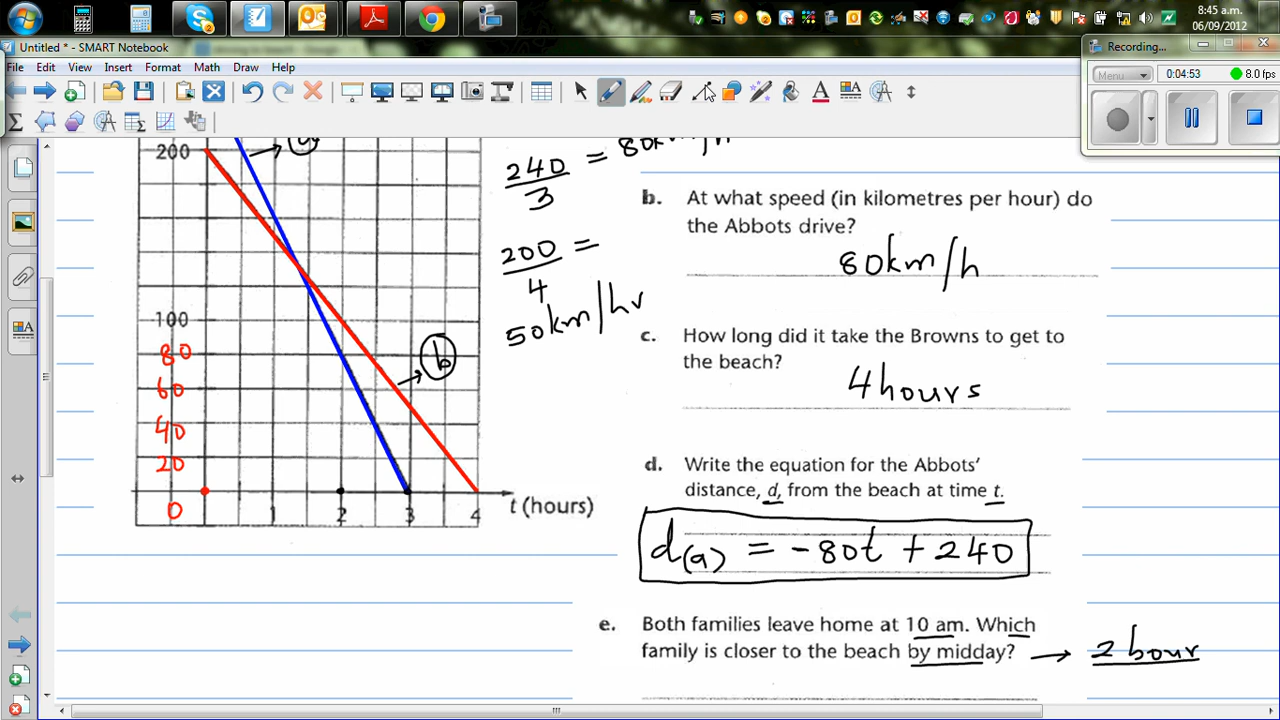 8:45 a.m.
06/09/2012
Untitled * - SMART Notebook
Recording...
File Edit View Insert Format Math Draw Help
Menu
0:04:53
8.0 fps
200
100
80
60
40
20
0
1
2
3
4
t (hours)
b
240
3
= 80km/h
200 =
4
50km/hr
b. At what speed (in kilometres per hour) do
the Abbots drive?
80km/h
c. How long did it take the Browns to get to
the beach?
4hours
d. Write the equation for the Abbots'
distance, d, from the beach at time t.
d(a) = -80t + 240
e. Both families leave home at 10 am. Which
family is closer to the beach by midday? → 2 hour